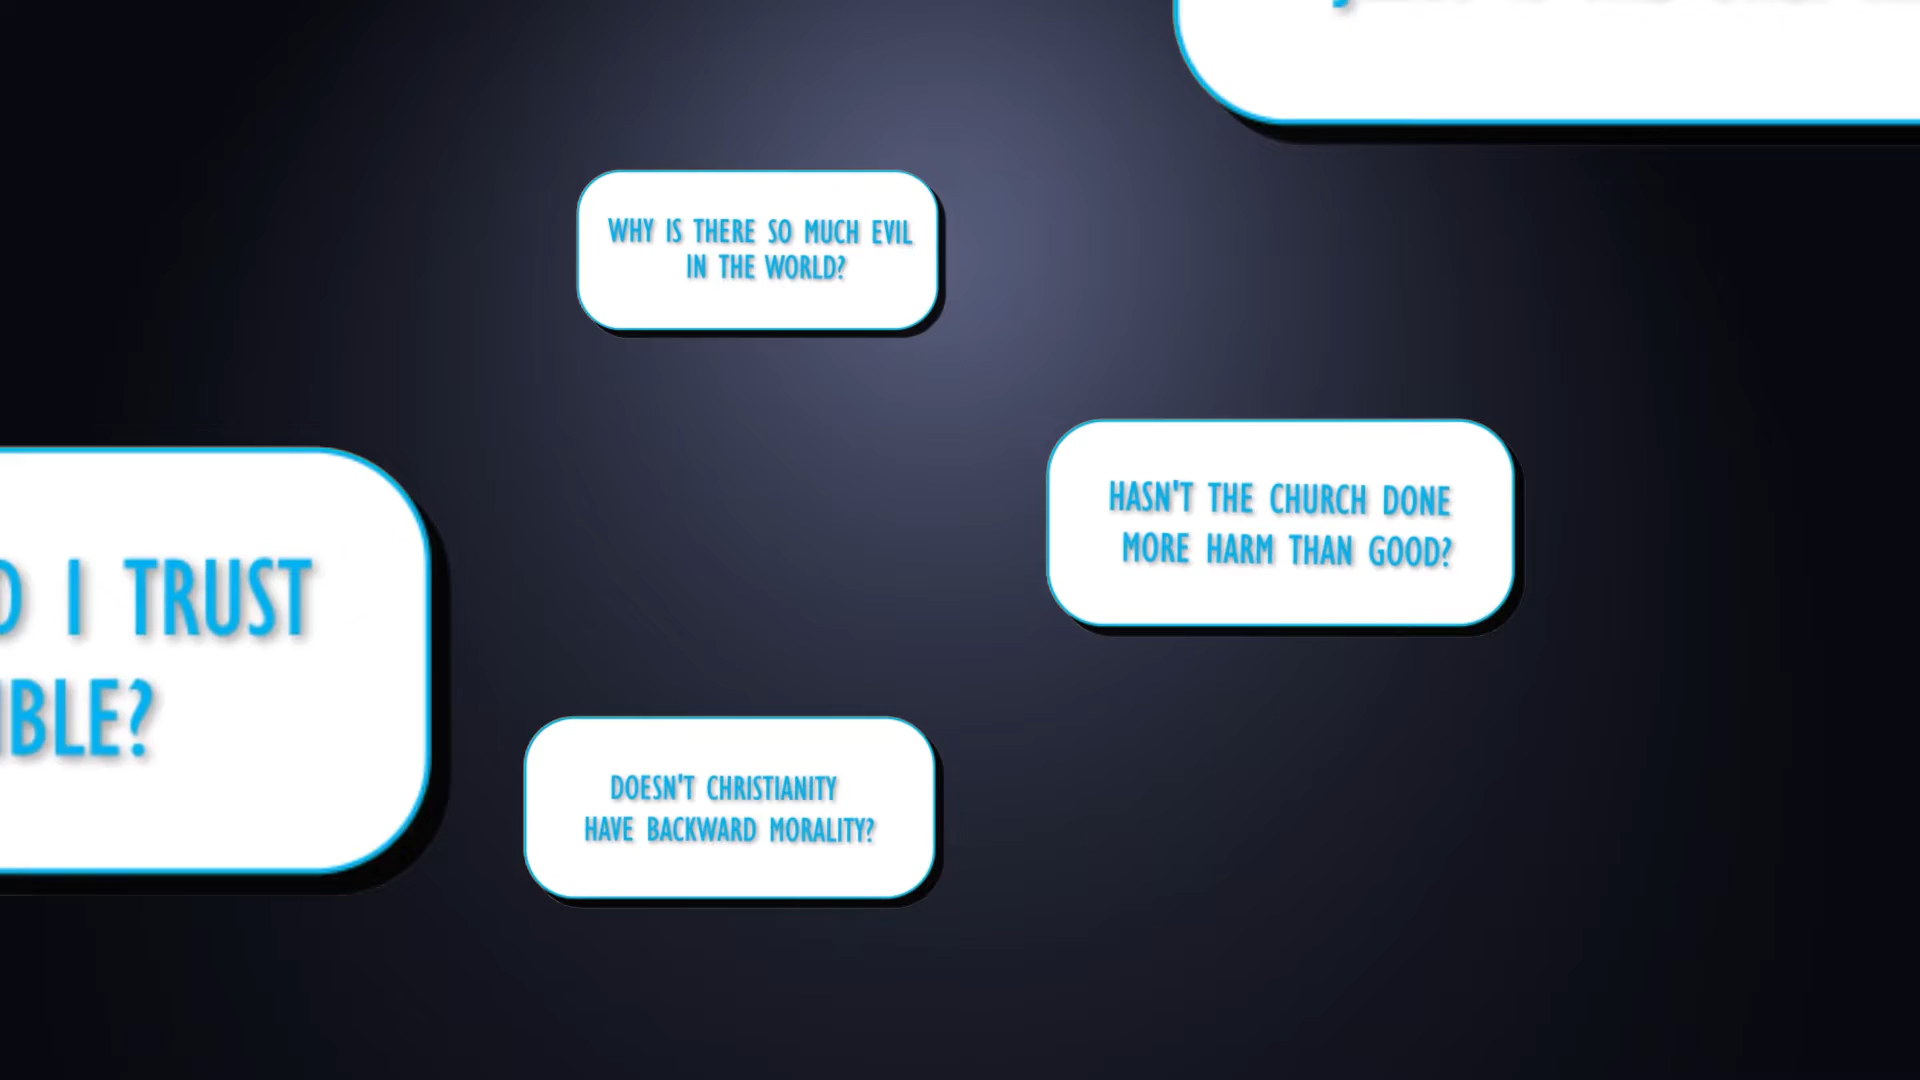 WHY IS THERE SO MUCH EVIL
IN THE WORLD?
HASN'T THE CHURCH DONE
MORE HARM THAN GOOD?
I TRUST
DOESN'T CHRISTIANITY
HAVE BACKWARD MORALITY?